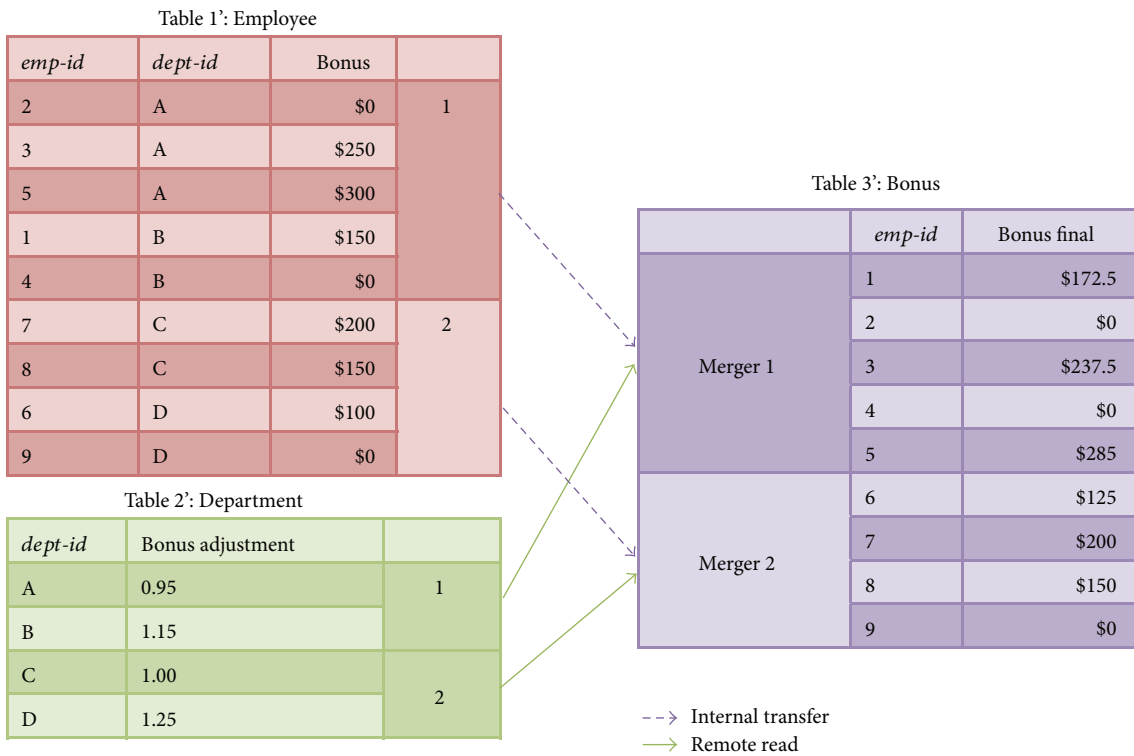 Table 1’: Employee
emp-id dept-id Bonus
2 A $0 1
3 A $250
5 A $300
1 B $150
4 B $0
7 C $200 2
8 C $150
6 D $100
9 D $0
Table 2’: Department
dept-id Bonus adjustment
A 0.95 1
B 1.15
C 1.00 2
D 1.25
Table 3’: Bonus
emp-id Bonus final
Merger 1 1 $172.5
2 $0
3 $237.5
4 $0
5 $285
Merger 2 6 $125
7 $200
8 $150
9 $0
Internal transfer
Remote read